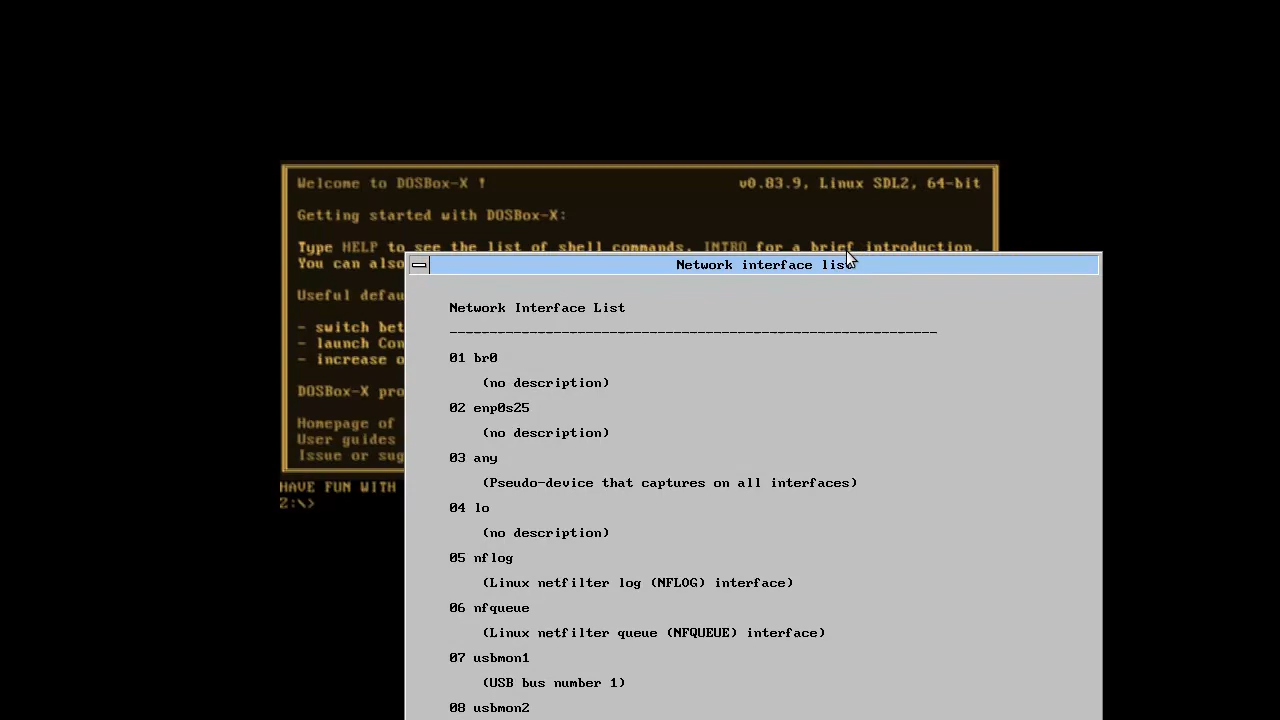 Welcome to DOSBox-X ! v0.83.9, Linux SDL2, 64-bit
Getting started with DOSBox-X:
Type HELP to see the list of shell commands, INTRO for a brief introduction.
You can also
Useful defau
- switch bet
- launch Con
- increase o
DOSBox-X pro
Homepage of
User guides
Issue or sug
HAVE FUN WITH
Z:\>
Network interface list
Network Interface List
-------------------------------------------------------------
01 br0
(no description)
02 enp0s25
(no description)
03 any
(Pseudo-device that captures on all interfaces)
04 lo
(no description)
05 nflog
(Linux netfilter log (NFLOG) interface)
06 nfqueue
(Linux netfilter queue (NFQUEUE) interface)
07 usbmon1
(USB bus number 1)
08 usbmon2